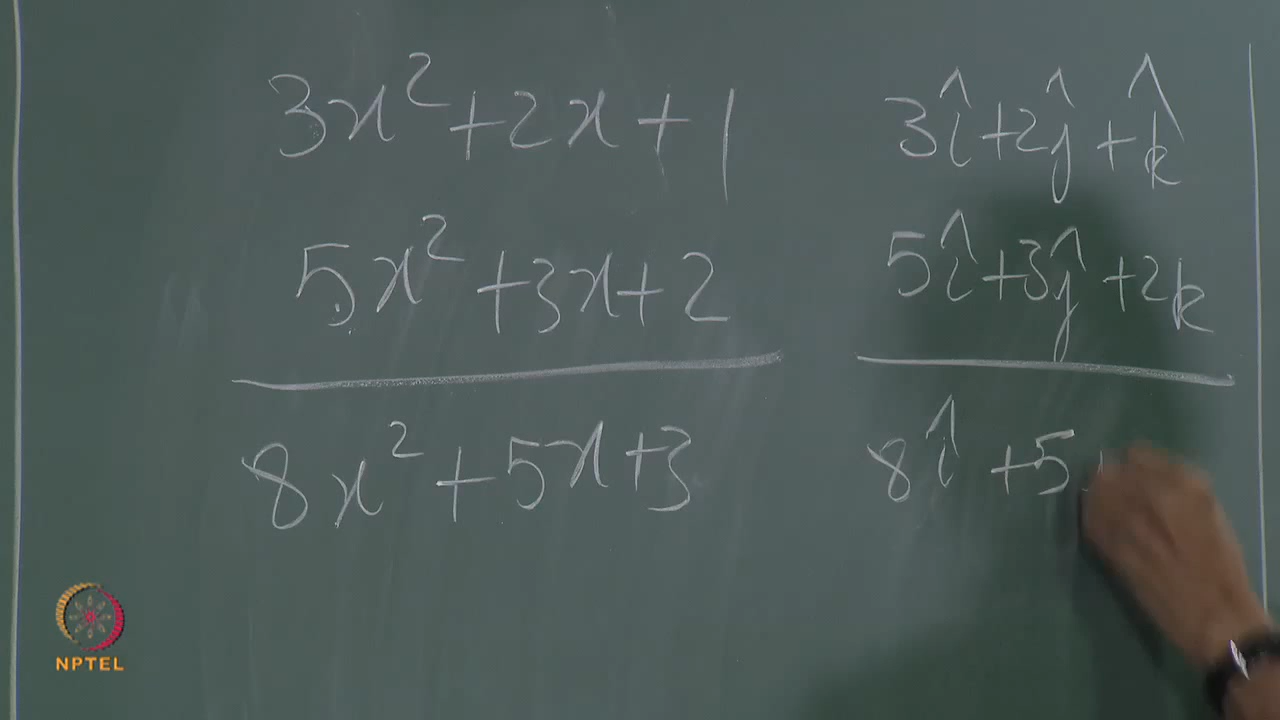 3x² + 2x + 1
5x² + 3x + 2
8x² + 5x + 3
3î + 2ĵ + k̂
5î + 3ĵ + 2k
8î + 5
NPTEL